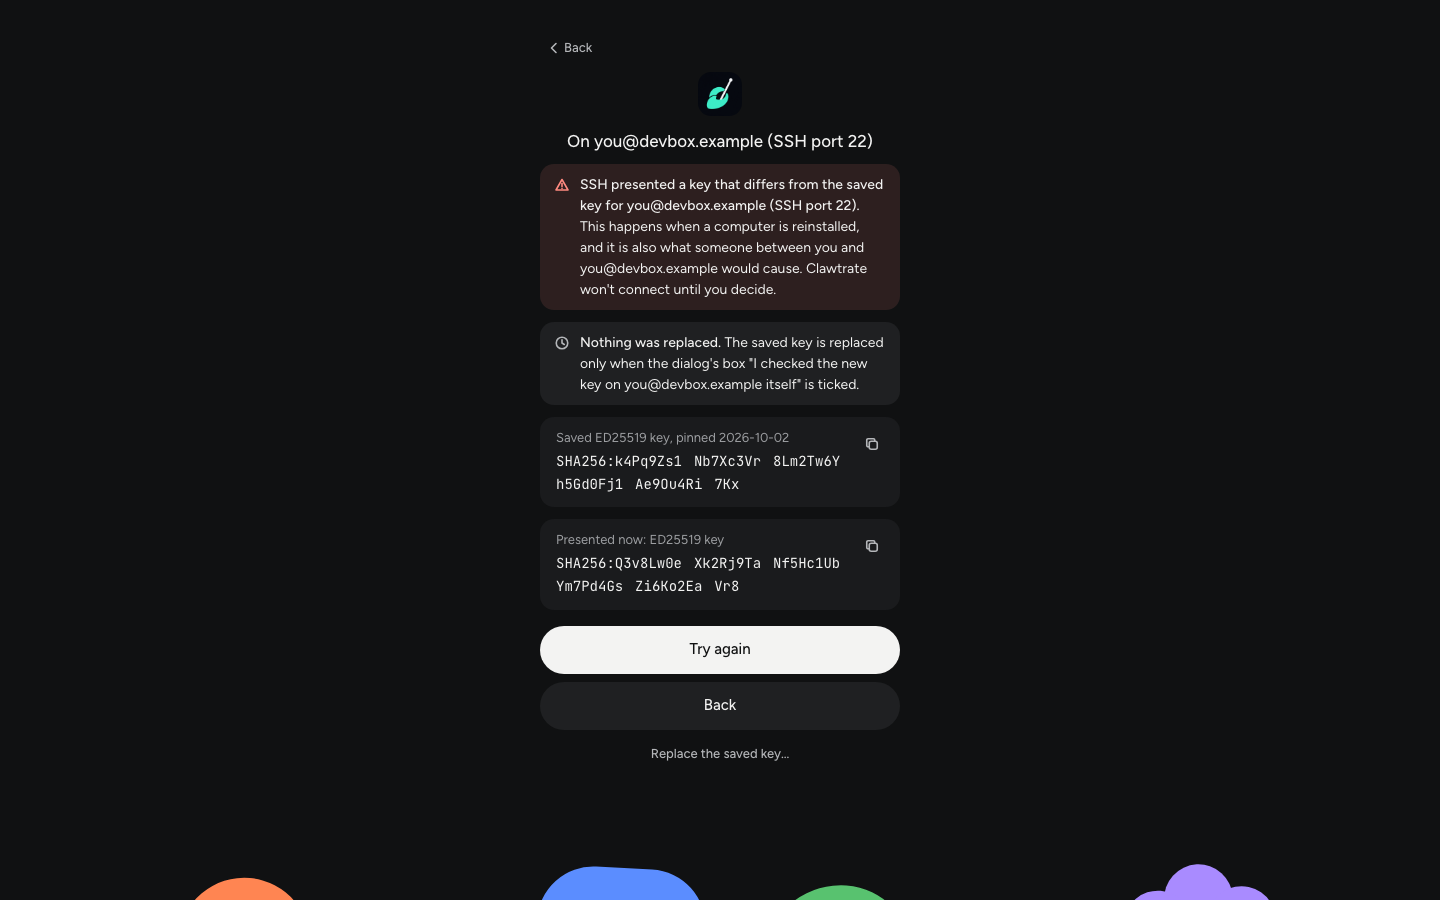 Back
On you@devbox.example (SSH port 22)
SSH presented a key that differs from the saved
key for you@devbox.example (SSH port 22).
This happens when a computer is reinstalled,
and it is also what someone between you and
you@devbox.example would cause. Clawtrate
won't connect until you decide.
Nothing was replaced. The saved key is replaced
only when the dialog's box "I checked the new
key on you@devbox.example itself" is ticked.
Saved ED25519 key, pinned 2026-10-02
SHA256:k4Pq9Zs1 Nb7Xc3Vr 8Lm2Tw6Y
h5Gd0Fj1 Ae9Ou4Ri 7Kx
Presented now: ED25519 key
SHA256:Q3v8Lw0e Xk2Rj9Ta Nf5Hc1Ub
Ym7Pd4Gs Zi6Ko2Ea Vr8
Try again
Back
Replace the saved key...